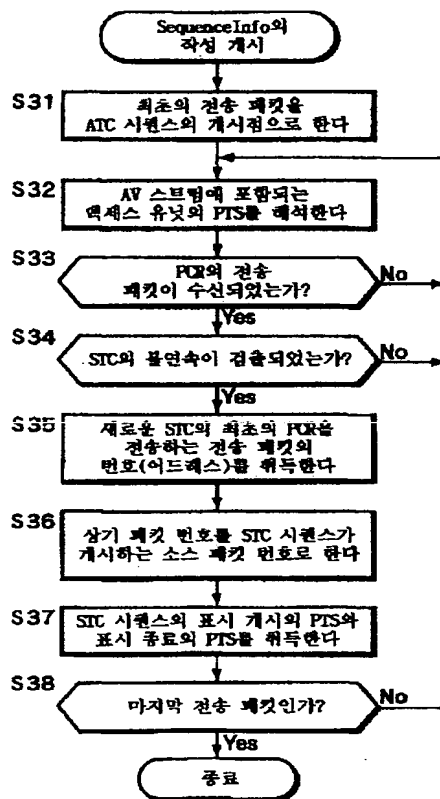 SequenceInfo의
작성 개시
S31
최초의 전송 패킷을
ATC 시퀀스의 개시점으로 한다
S32
AV 스트림에 포함되는
액세스 유닛의 PTS를 해석한다
S33
PCR의 전송
패킷이 수신되었는가?
No
Yes
S34
STC의 불연속이 검출되었는가?
No
Yes
S35
새로운 STC의 최초의 PCR을
전송하는 전송 패킷의
번호(어드레스)를 취득한다
S36
상기 패킷 번호를 STC 시퀀스가
개시하는 소스 패킷 번호로 한다
S37
STC 시퀀스의 표시 개시의 PTS와
표시 종료의 PTS를 취득한다
S38
마지막 전송 패킷인가?
No
Yes
종료